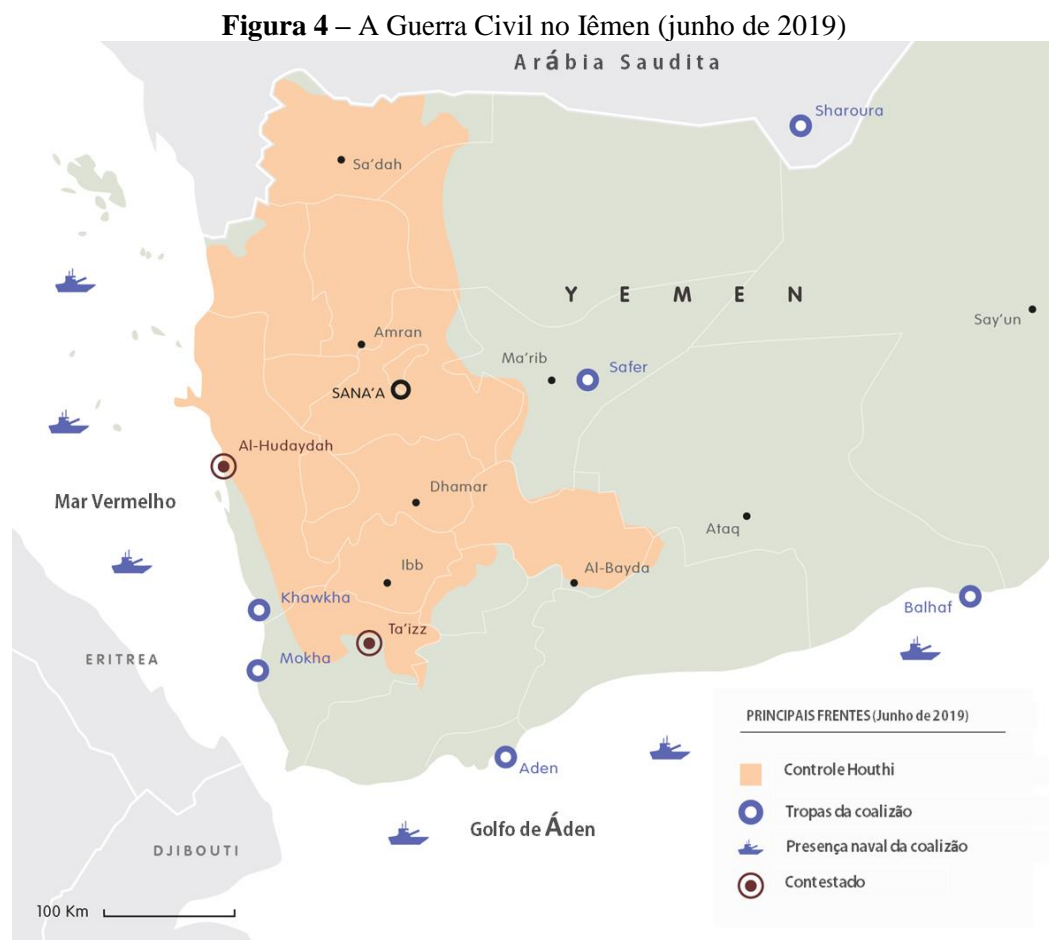 Figura 4 – A Guerra Civil no Iêmen (junho de 2019)
Arábia Saudita
Sharoura
Sa'dah
Y E M E N
Say'un
Amran
Ma'rib
Safer
SANA'A
Al-Hudaydah
Mar Vermelho
Dhamar
Ataq
Ibb
Al-Bayda
Khawkha
Balhaf
Ta'izz
ERITREA
Mokha
PRINCIPAIS FRENTES (Junho de 2019)
Controle Houthi
Tropas da coalizão
Presença naval da coalizão
Contestado
Aden
Golfo de Áden
DJIBOUTI
100 Km